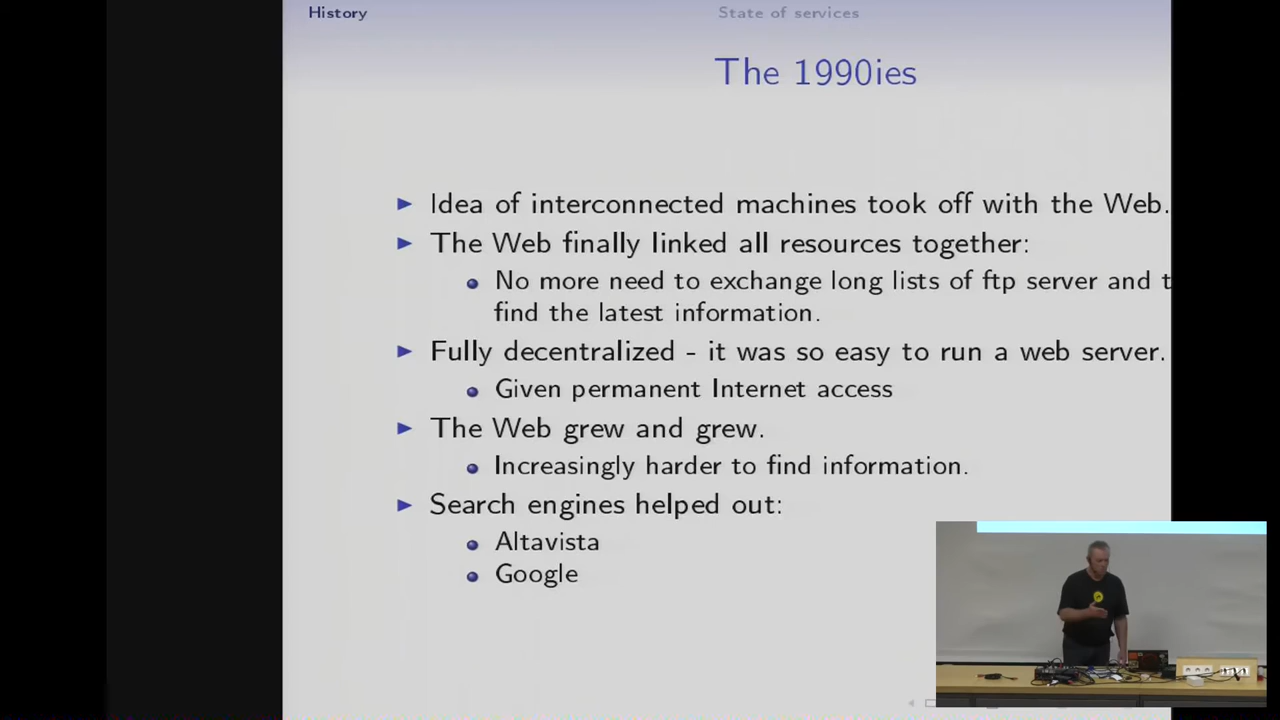 History
State of services
The 1990ies
Idea of interconnected machines took off with the Web.
The Web finally linked all resources together:
No more need to exchange long lists of ftp server and t
find the latest information.
Fully decentralized - it was so easy to run a web server.
Given permanent Internet access
The Web grew and grew.
Increasingly harder to find information.
Search engines helped out:
Altavista
Google